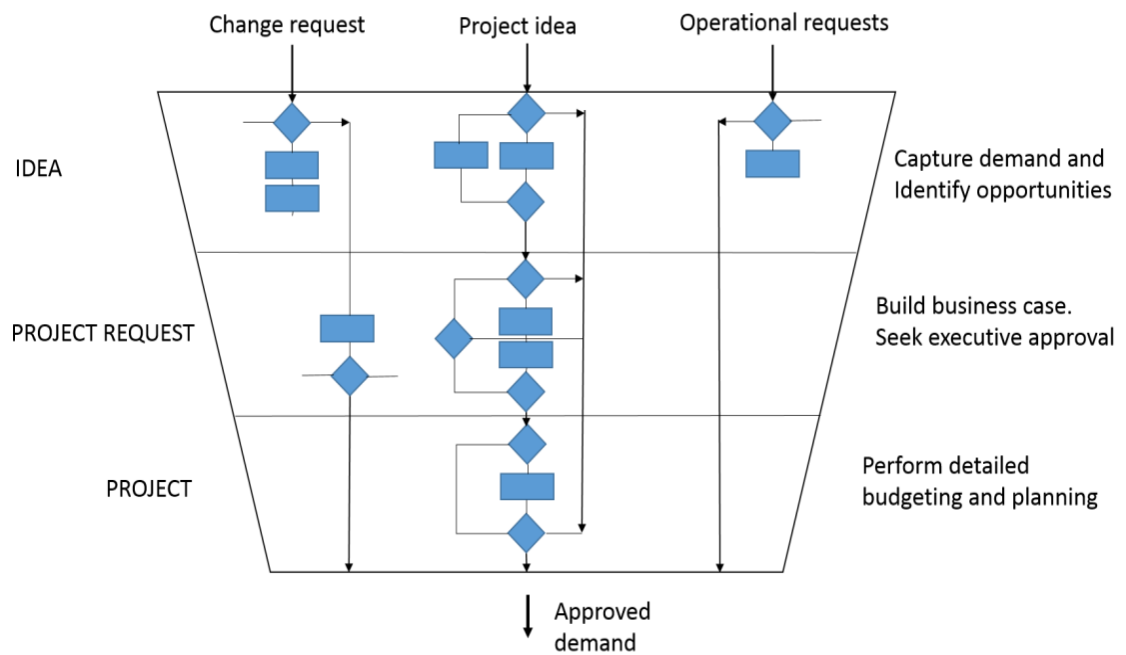 Change request
Project idea
Operational requests
IDEA
Capture demand and
Identify opportunities
PROJECT REQUEST
Build business case.
Seek executive approval
PROJECT
Perform detailed
budgeting and planning
Approved
demand